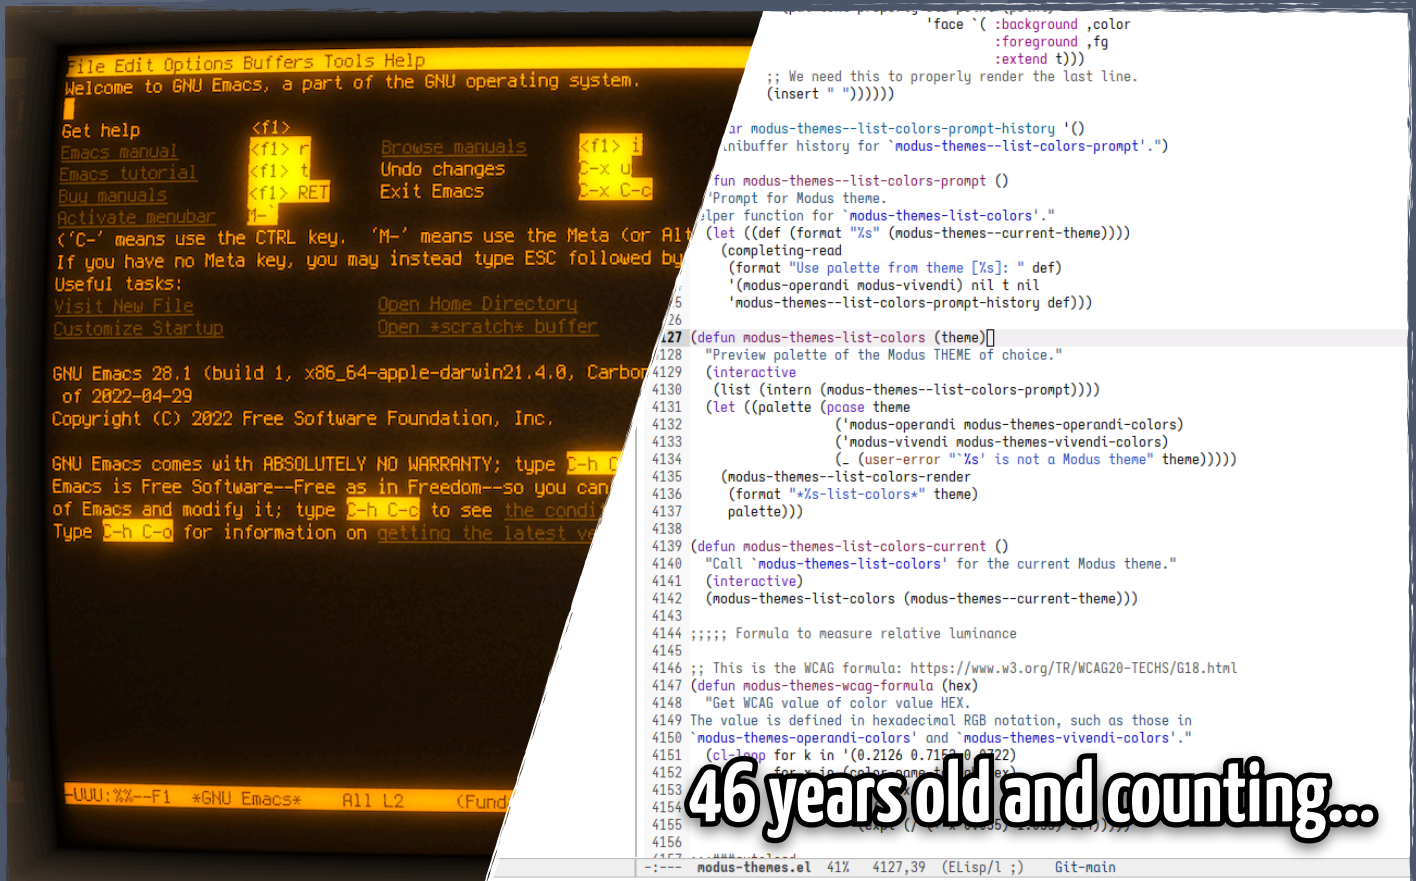 File Edit Options Buffers Tools Help
Welcome to GNU Emacs, a part of the GNU operating system.
Get help <f1>
Emacs manual <f1> r Browse manuals <f1> i
Emacs tutorial <f1> t Undo changes C-x u
Buy manuals <f1> RET Exit Emacs C-x C-c
Activate menubar M-`
(‘C-’ means use the CTRL key. ‘M-’ means use the Meta (or Alt
If you have no Meta key, you may instead type ESC followed by
Useful tasks:
Visit New File Open Home Directory
Customize Startup Open *scratch* buffer
GNU Emacs 28.1 (build 1, x86_64-apple-darwin21.4.0, Carbon
of 2022-04-29
Copyright (C) 2022 Free Software Foundation, Inc.
GNU Emacs comes with ABSOLUTELY NO WARRANTY; type C-h C
Emacs is Free Software--Free as in Freedom--so you can
of Emacs and modify it; type C-h C-c to see the condi
Type C-h C-o for information on getting the latest ve
-UUU:%%--F1 *GNU Emacs* All L2 (Fund
'face `( :background ,color
:foreground ,fg
:extend t)))
;; We need this to properly render the last line.
(insert " "))))))
ar modus-themes--list-colors-prompt-history '()
nibuffer history for `modus-themes--list-colors-prompt'.")
fun modus-themes--list-colors-prompt ()
"Prompt for Modus theme.
elper function for `modus-themes-list-colors'."
(let ((def (format "%s" (modus-themes--current-theme))))
(completing-read
(format "Use palette from theme [%s]: " def)
'(modus-operandi modus-vivendi) nil t nil
5 'modus-themes--list-colors-prompt-history def)))
26
127 (defun modus-themes-list-colors (theme)
4128 "Preview palette of the Modus THEME of choice."
4129 (interactive
4130 (list (intern (modus-themes--list-colors-prompt))))
4131 (let ((palette (pcase theme
4132 ('modus-operandi modus-themes-operandi-colors)
4133 ('modus-vivendi modus-themes-vivendi-colors)
4134 (_ (user-error "`%s' is not a Modus theme" theme)))))
4135 (modus-themes--list-colors-render
4136 (format "*%s-list-colors*" theme)
4137 palette)))
4138
4139 (defun modus-themes-list-colors-current ()
4140 "Call `modus-themes-list-colors' for the current Modus theme."
4141 (interactive)
4142 (modus-themes-list-colors (modus-themes--current-theme)))
4143
4144 ;;;;; Formula to measure relative luminance
4145
4146 ;; This is the WCAG formula: https://www.w3.org/TR/WCAG20-TECHS/G18.html
4147 (defun modus-themes-wcag-formula (hex)
4148 "Get WCAG value of color value HEX.
4149 The value is defined in hexadecimal RGB notation, such as those in
4150 `modus-themes-operandi-colors' and `modus-themes-vivendi-colors'."
4151 (cl-loop for k in '(0.2126 0.7152 0.0722)
4152 for x in
4153
4154
4155
4156
46 years old and counting...
-:--- modus-themes.el 41% 4127,39 (ELisp/l ;) Git-main